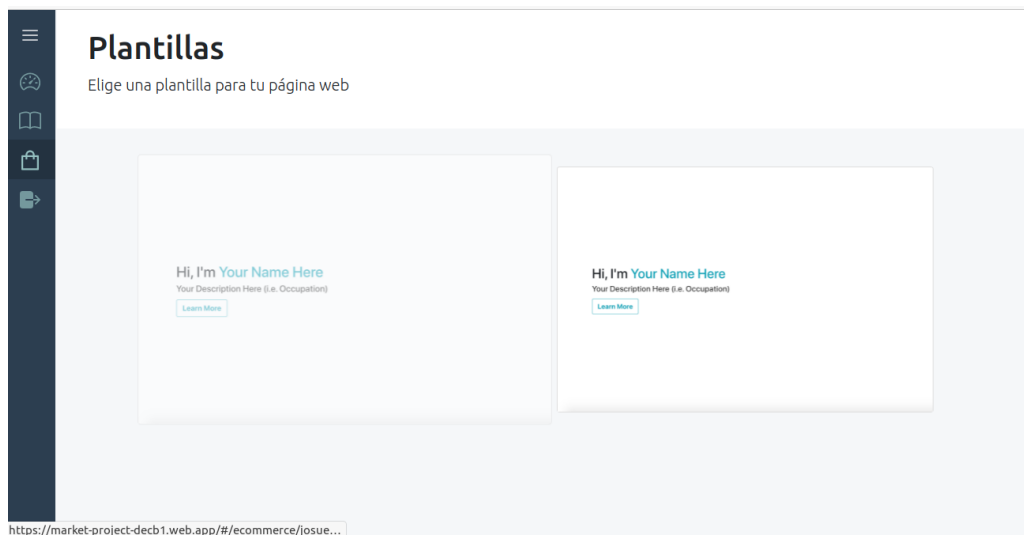 Plantillas
Elige una plantilla para tu página web
Hi, I'm Your Name Here
Your Description Here (i.e. Occupation)
Learn More
Hi, I'm Your Name Here
Your Description Here (i.e. Occupation)
Learn More
https://market-project-decb1.web.app/#/ecommerce/josue...